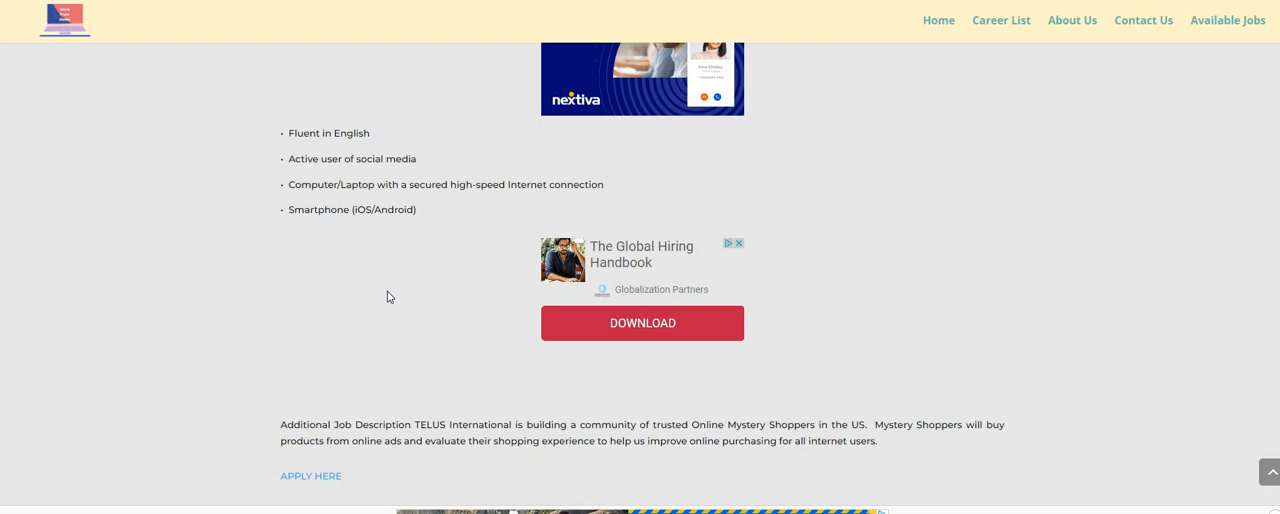 Work
From
Home
Home Career List About Us Contact Us Available Jobs
nextiva
• Fluent in English
• Active user of social media
• Computer/Laptop with a secured high-speed Internet connection
• Smartphone (iOS/Android)
The Global Hiring
Handbook
Globalization Partners
DOWNLOAD
Additional Job Description TELUS International is building a community of trusted Online Mystery Shoppers in the US. Mystery Shoppers will buy
products from online ads and evaluate their shopping experience to help us improve online purchasing for all internet users.
APPLY HERE